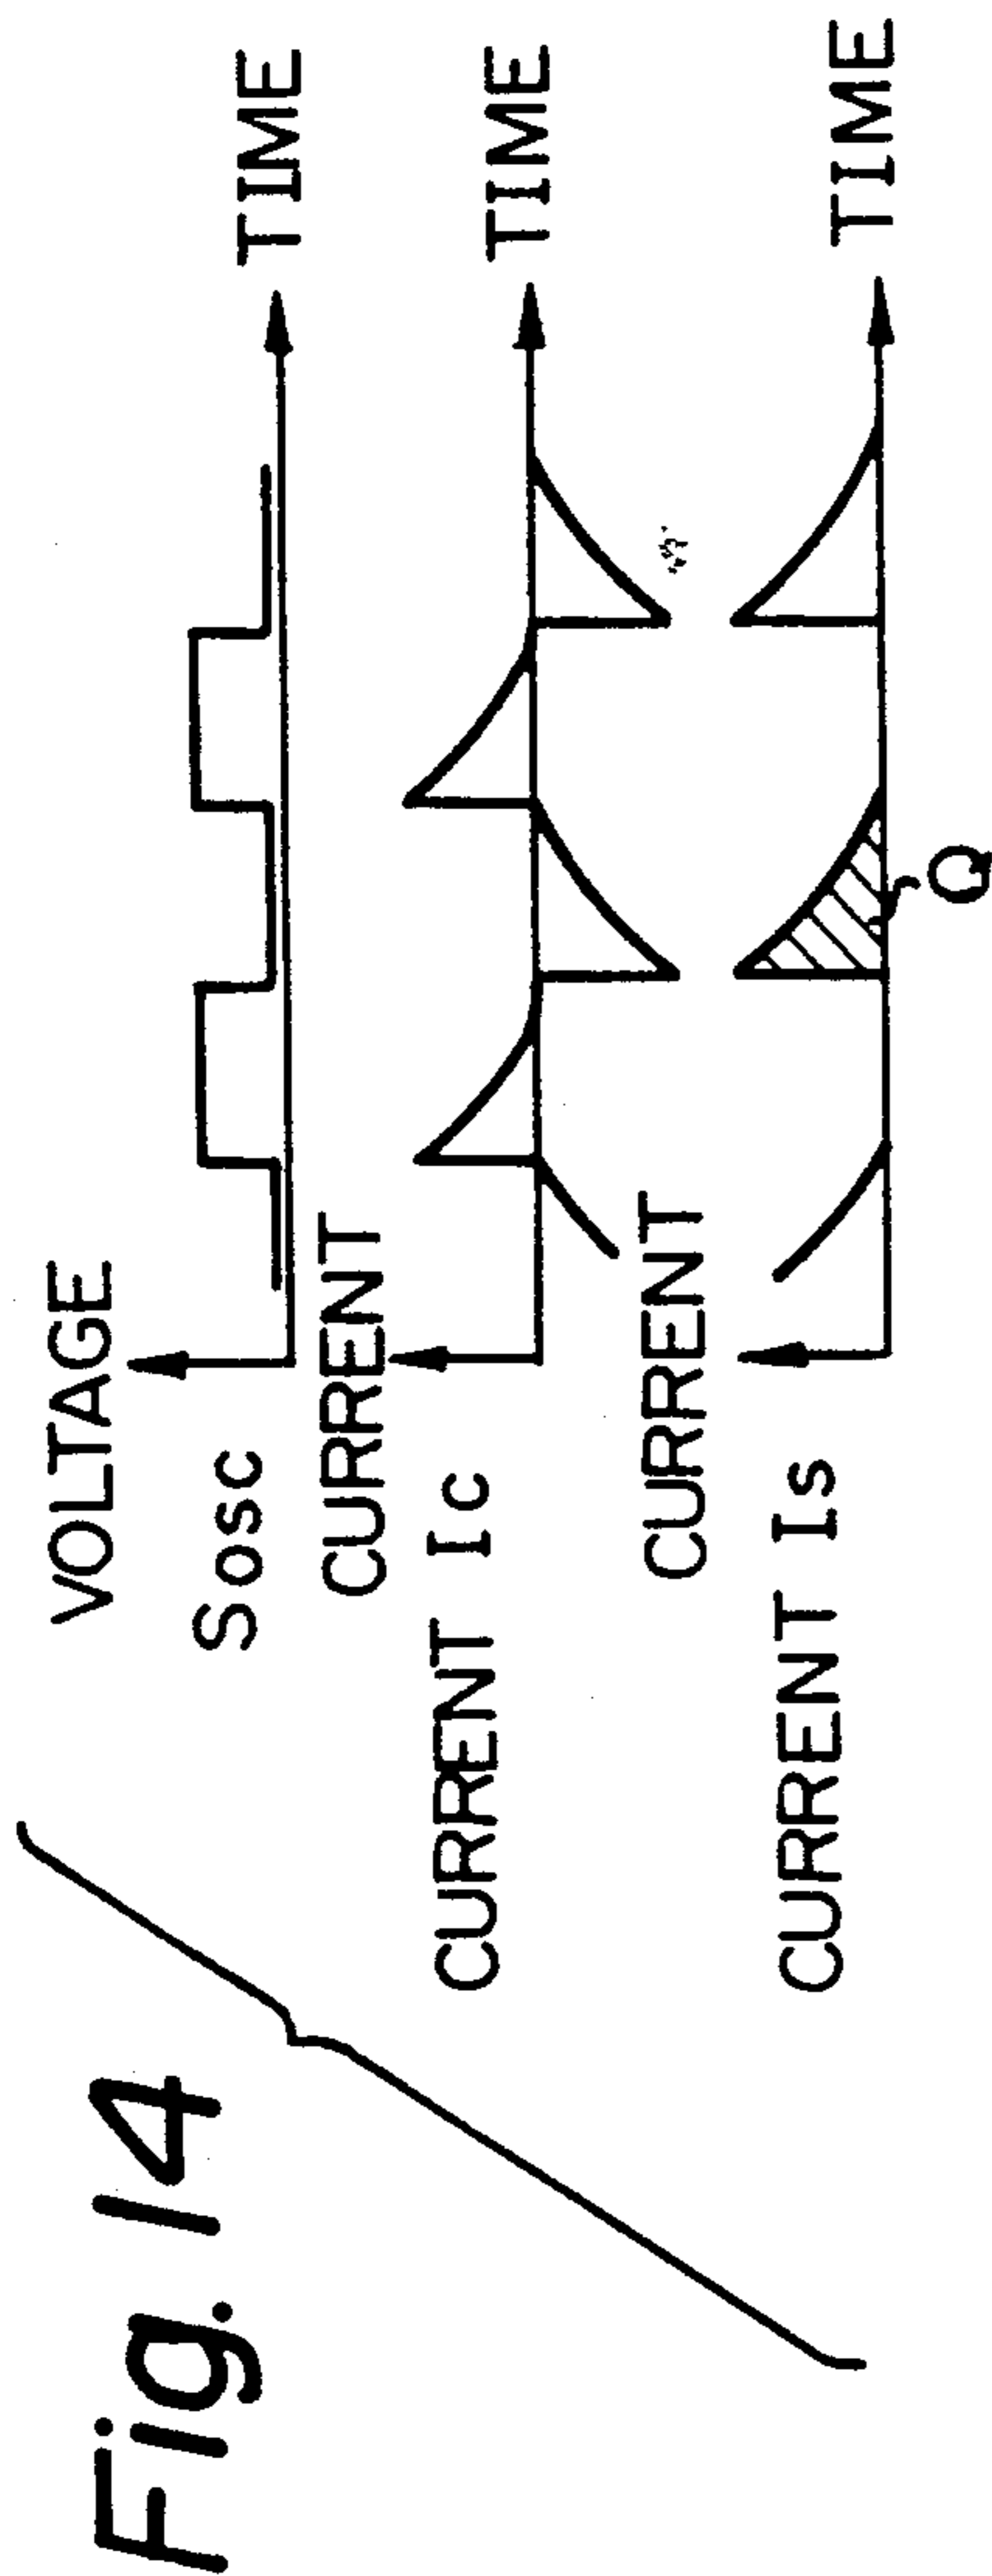 Fig. 14
VOLTAGE
Sosc
TIME
CURRENT
CURRENT Ic
TIME
CURRENT
CURRENT Is
TIME
Q